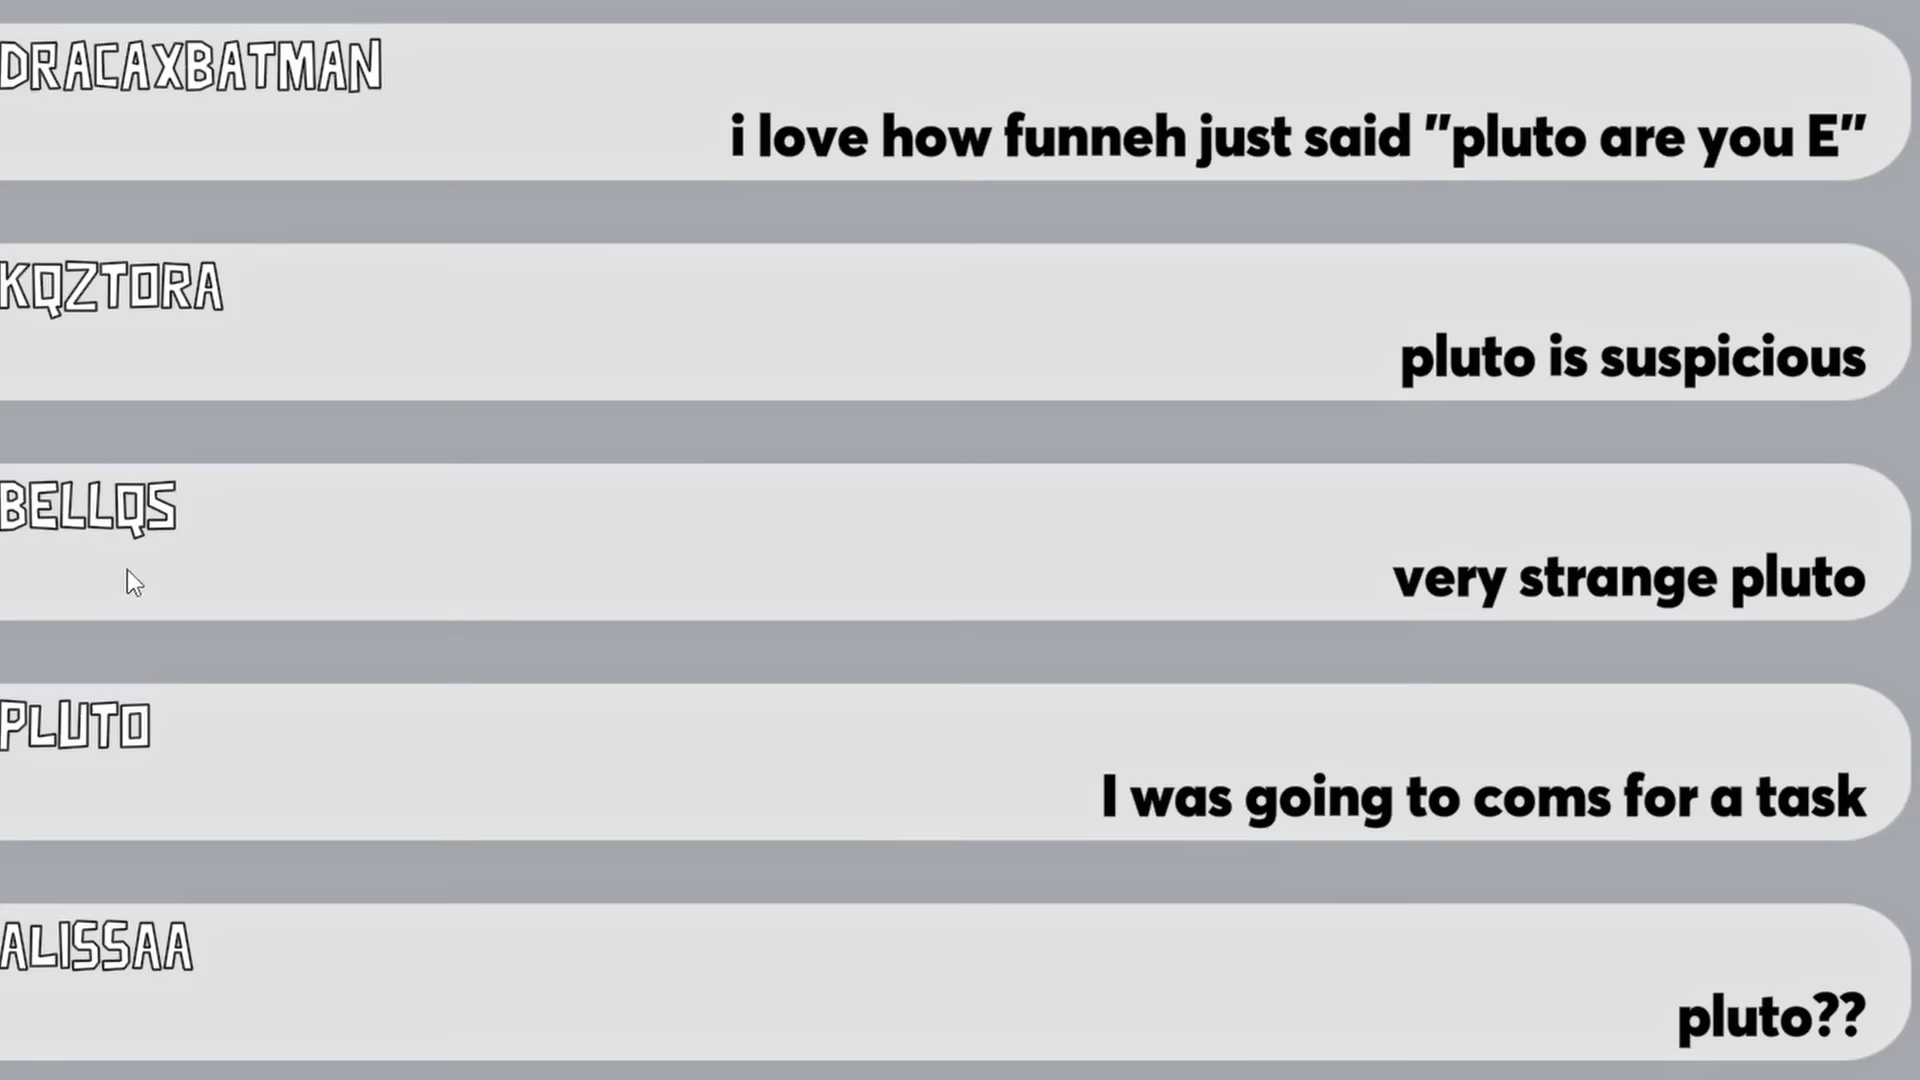 DRACAXBATMAN
i love how funneh just said "pluto are you E"
KQZTORA
pluto is suspicious
BELLQS
very strange pluto
PLUTO
I was going to coms for a task
ALISSAA
pluto??